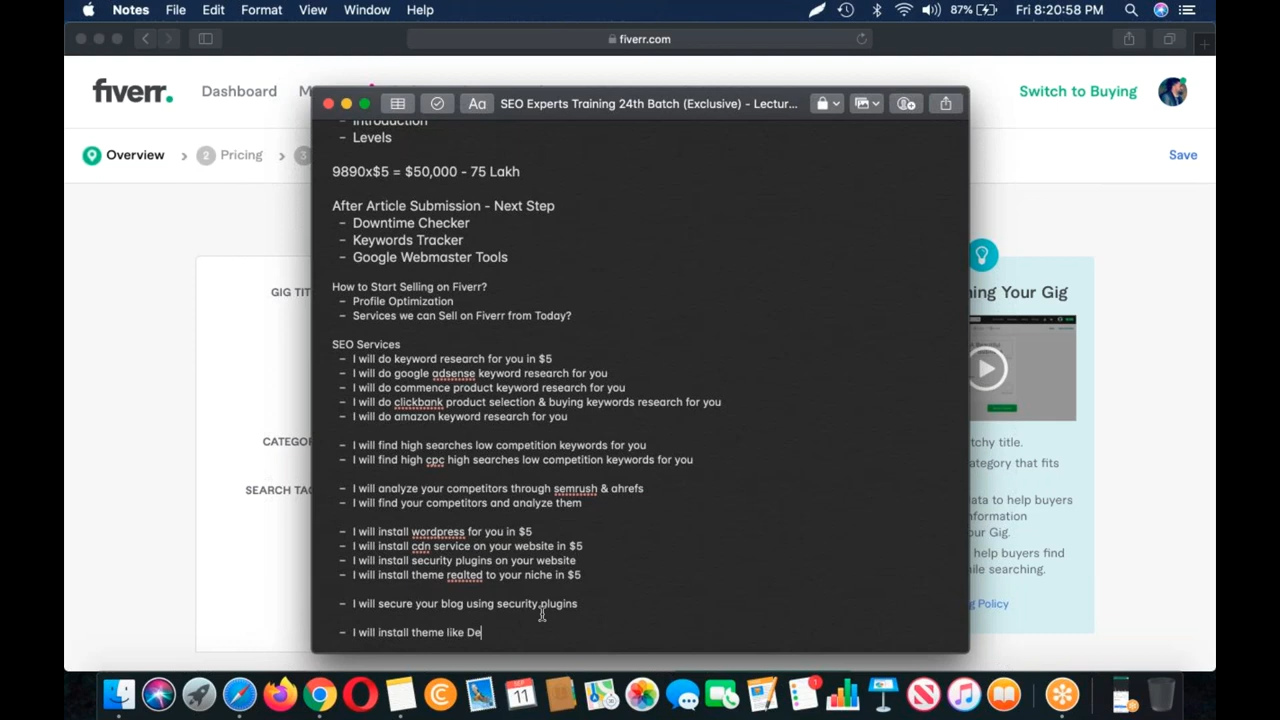 Notes File Edit Format View Window Help 87% Fri 8:20:58 PM
fiverr.com
fiverr. Dashboard M Switch to Buying
SEO Experts Training 24th Batch (Exclusive) - Lectur...
Overview 2 Pricing 3 Save
Introduction
- Levels
9890x$5 = $50,000 - 75 Lakh
After Article Submission - Next Step
- Downtime Checker
- Keywords Tracker
- Google Webmaster Tools
How to Start Selling on Fiverr?
- Profile Optimization
- Services we can Sell on Fiverr from Today?
SEO Services
- I will do keyword research for you in $5
- I will do google adsense keyword research for you
- I will do commence product keyword research for you
- I will do clickbank product selection & buying keywords research for you
- I will do amazon keyword research for you
- I will find high searches low competition keywords for you
- I will find high cpc high searches low competition keywords for you
- I will analyze your competitors through semrush & ahrefs
- I will find your competitors and analyze them
- I will install wordpress for you in $5
- I will install cdn service on your website in $5
- I will install security plugins on your website
- I will install theme realted to your niche in $5
- I will secure your blog using security plugins
- I will install theme like De
GIG TIT
CATEGOR
SEARCH TAG
ning Your Gig
tchy title.
ategory that fits
data to help buyers
nformation
our Gig.
help buyers find
ile searching.
g Policy
11
1